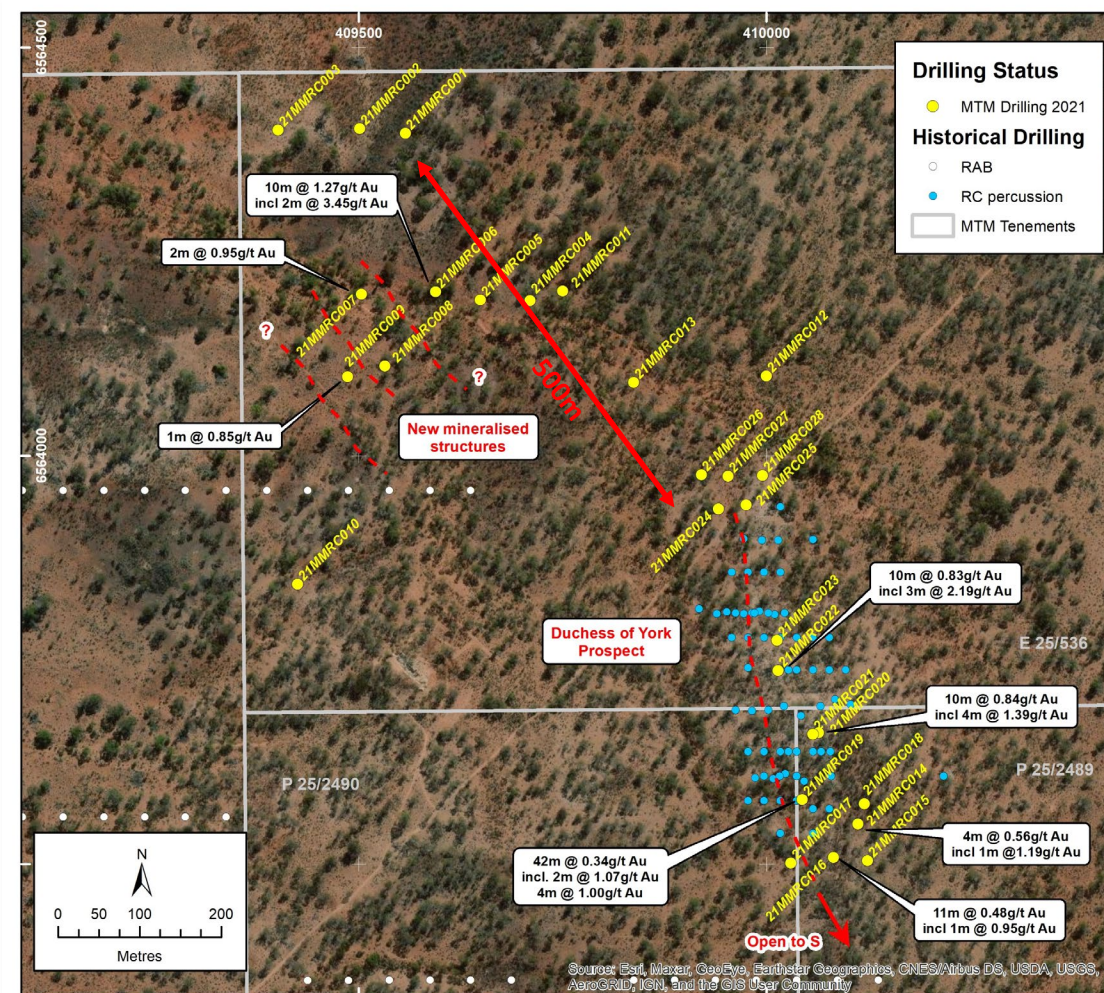 409500
410000
6564500
6564000
Drilling Status
MTM Drilling 2021
Historical Drilling
RAB
RC percussion
MTM Tenements
21MMRC003
21MMRC002
21MMRC001
10m @ 1.27g/t Au
incl 2m @ 3.45g/t Au
2m @ 0.95g/t Au
21MMRC006
21MMRC005
21MMRC004
21MMRC011
21MMRC007
21MMRC009
21MMRC008
?
?
500m
21MMRC013
21MMRC012
1m @ 0.85g/t Au
New mineralised
structures
21MMRC026
21MMRC027
21MMRC028
21MMRC025
21MMRC024
21MMRC010
10m @ 0.83g/t Au
incl 3m @ 2.19g/t Au
21MMRC023
21MMRC022
Duchess of York
Prospect
E 25/536
21MMRC021
21MMRC020
10m @ 0.84g/t Au
incl 4m @ 1.39g/t Au
21MMRC019
21MMRC018
21MMRC014
21MMRC015
P 25/2490
P 25/2489
21MMRC017
21MMRC016
4m @ 0.56g/t Au
incl 1m @1.19g/t Au
42m @ 0.34g/t Au
incl. 2m @ 1.07g/t Au
4m @ 1.00g/t Au
11m @ 0.48g/t Au
incl 1m @ 0.95g/t Au
Open to S
N
0 50 100 200
Metres
Source: Esri, Maxar, GeoEye, Earthstar Geographics, CNES/Airbus DS, USDA, USGS,
AeroGRID, IGN, and the GIS User Community